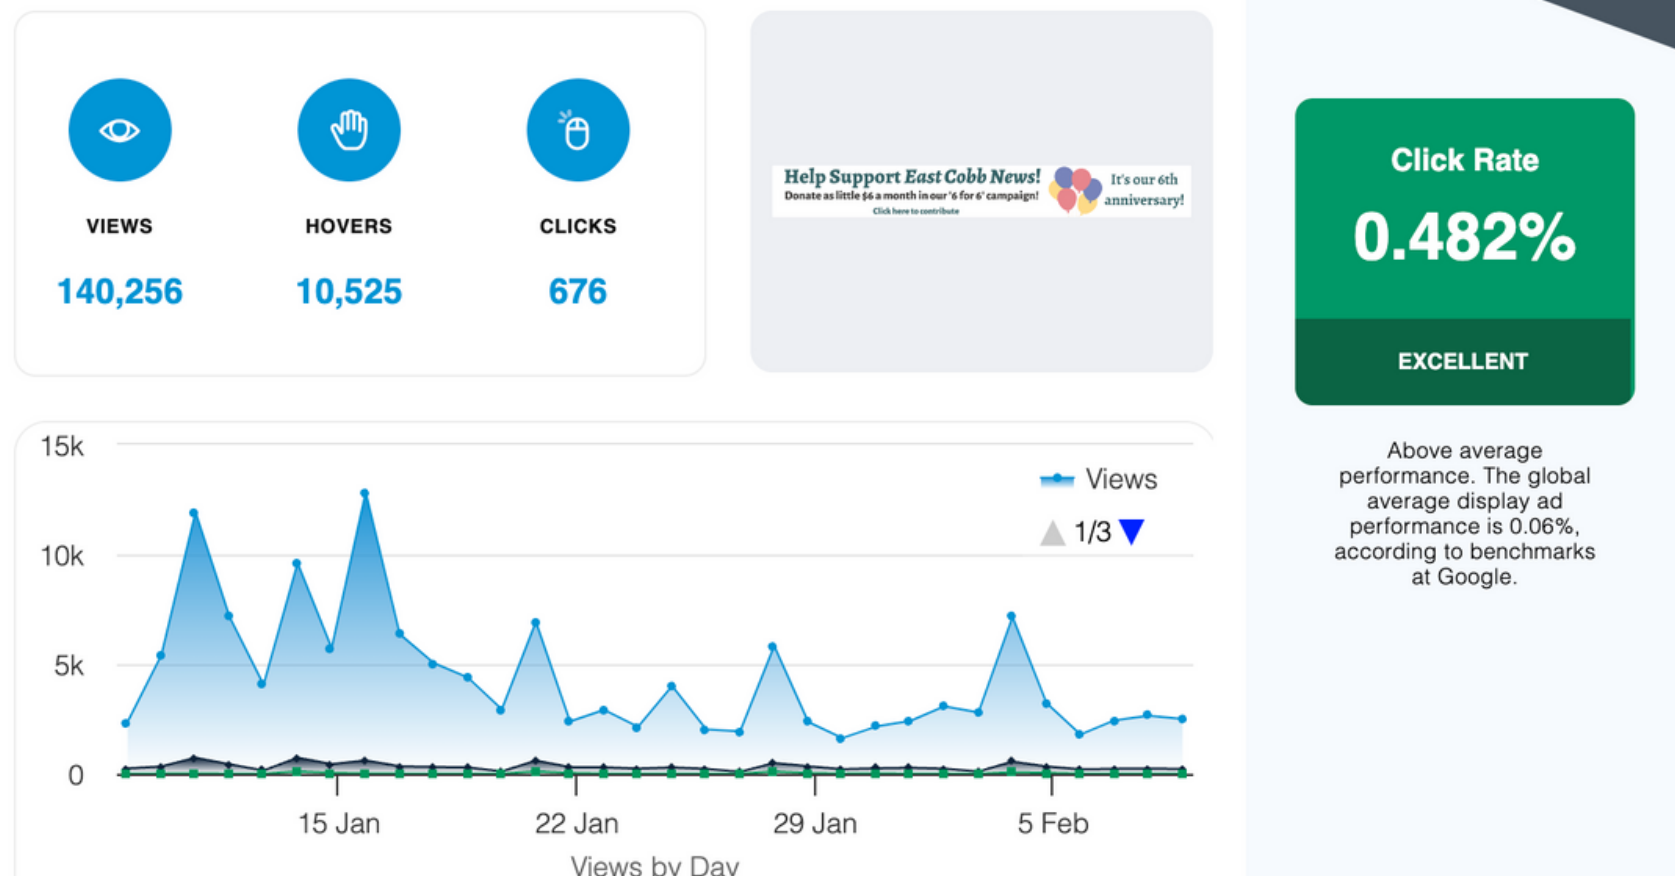 VIEWS
HOVERS
CLICKS
140,256
10,525
676
Help Support East Cobb News!
Donate as little $6 a month in our '6 for 6' campaign!
Click here to contribute
It's our 6th
anniversary!
Click Rate
0.482%
EXCELLENT
Above average
performance. The global
average display ad
performance is 0.06%,
according to benchmarks
at Google.
15k
10k
5k
0
Views
1/3
15 Jan
22 Jan
29 Jan
5 Feb
Views by Day